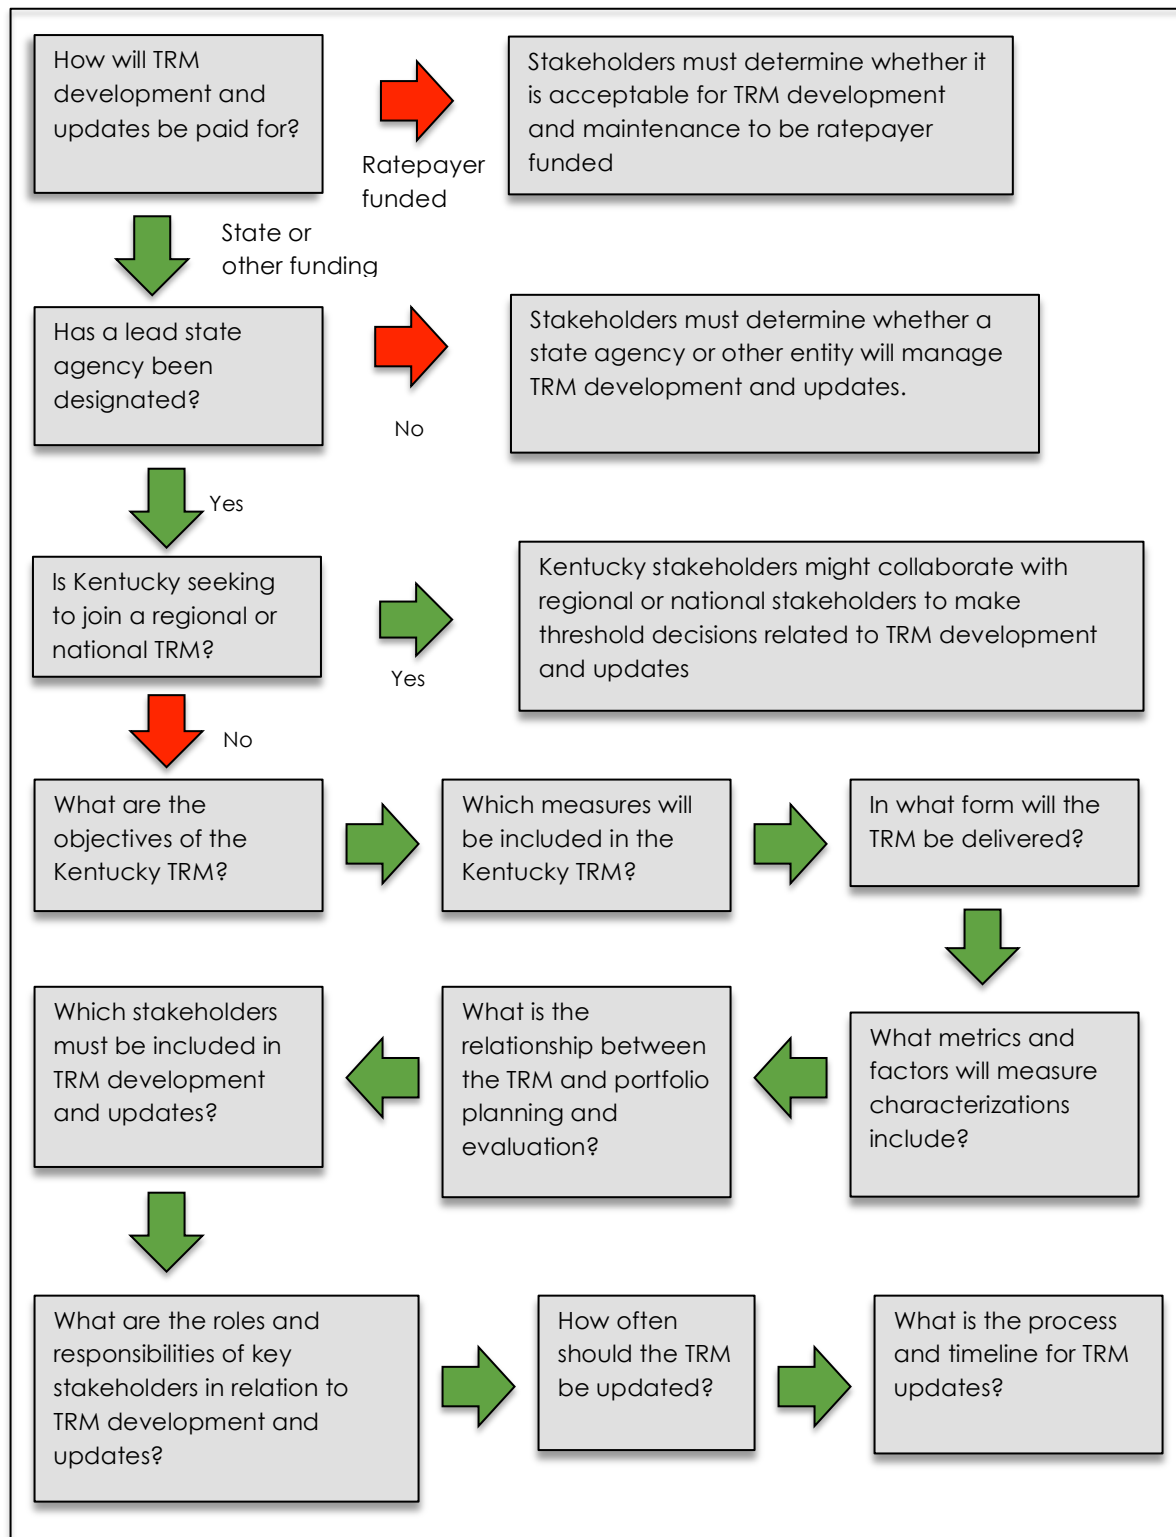 How will TRM
development and
updates be paid for?
Ratepayer
funded
Stakeholders must determine whether it
is acceptable for TRM development
and maintenance to be ratepayer
funded
State or
other funding
Has a lead state
agency been
designated?
No
Stakeholders must determine whether a
state agency or other entity will manage
TRM development and updates.
Yes
Is Kentucky seeking
to join a regional or
national TRM?
Yes
Kentucky stakeholders might collaborate with
regional or national stakeholders to make
threshold decisions related to TRM development
and updates
No
What are the
objectives of the
Kentucky TRM?
Which measures will
be included in the
Kentucky TRM?
In what form will the
TRM be delivered?
What metrics and
factors will measure
characterizations
include?
What is the
relationship between
the TRM and portfolio
planning and
evaluation?
Which stakeholders
must be included in
TRM development
and updates?
What are the roles and
responsibilities of key
stakeholders in relation to
TRM development and
updates?
How often
should the TRM
be updated?
What is the process
and timeline for TRM
updates?